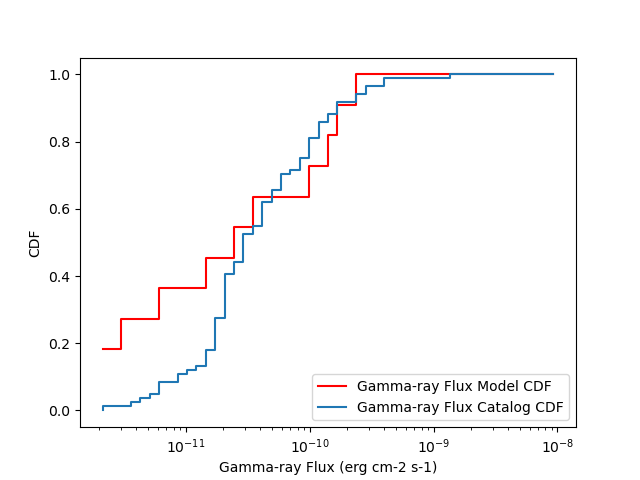 1.0
0.8
0.6
0.4
0.2
0.0
CDF
Gamma-ray Flux Model CDF
Gamma-ray Flux Catalog CDF
10⁻¹¹ 10⁻¹⁰ 10⁻⁹ 10⁻⁸
Gamma-ray Flux (erg cm-2 s-1)